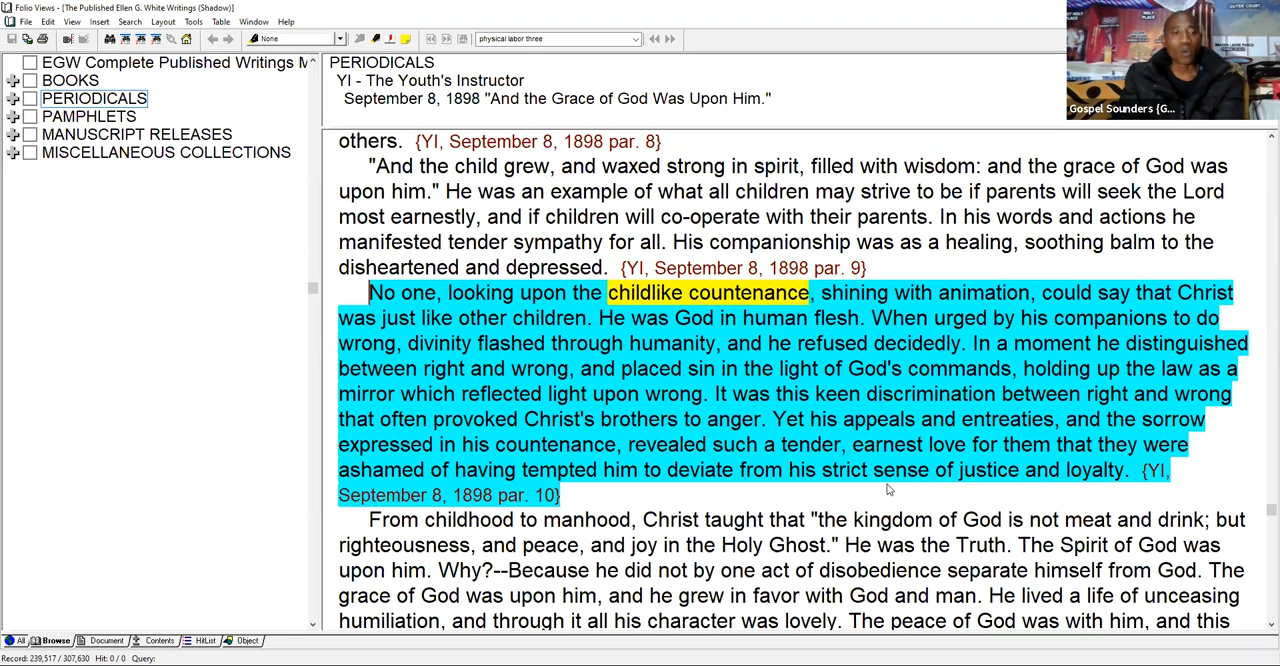 Folio Views - [The Published Ellen G. White Writings (Shadow)]
File Edit View Insert Search Layout Tools Table Window Help
None
physical labor three
EGW Complete Published Writings
BOOKS
PERIODICALS
PAMPHLETS
MANUSCRIPT RELEASES
MISCELLANEOUS COLLECTIONS
PERIODICALS
YI - The Youth's Instructor
September 8, 1898 "And the Grace of God Was Upon Him."
HOLY PLACE
OUTER COURT
Gospel Sounders {G...
others. {YI, September 8, 1898 par. 8}
"And the child grew, and waxed strong in spirit, filled with wisdom: and the grace of God was
upon him." He was an example of what all children may strive to be if parents will seek the Lord
most earnestly, and if children will co-operate with their parents. In his words and actions he
manifested tender sympathy for all. His companionship was as a healing, soothing balm to the
disheartened and depressed. {YI, September 8, 1898 par. 9}
No one, looking upon the childlike countenance, shining with animation, could say that Christ
was just like other children. He was God in human flesh. When urged by his companions to do
wrong, divinity flashed through humanity, and he refused decidedly. In a moment he distinguished
between right and wrong, and placed sin in the light of God's commands, holding up the law as a
mirror which reflected light upon wrong. It was this keen discrimination between right and wrong
that often provoked Christ's brothers to anger. Yet his appeals and entreaties, and the sorrow
expressed in his countenance, revealed such a tender, earnest love for them that they were
ashamed of having tempted him to deviate from his strict sense of justice and loyalty. {YI,
September 8, 1898 par. 10}
From childhood to manhood, Christ taught that "the kingdom of God is not meat and drink; but
righteousness, and peace, and joy in the Holy Ghost." He was the Truth. The Spirit of God was
upon him. Why?--Because he did not by one act of disobedience separate himself from God. The
grace of God was upon him, and he grew in favor with God and man. He lived a life of unceasing
humiliation, and through it all his character was lovely. The peace of God was with him, and this
All Browse Document Contents HitList Object
Record: 239,517 / 307,630 Hit: 0 / 0 Query: